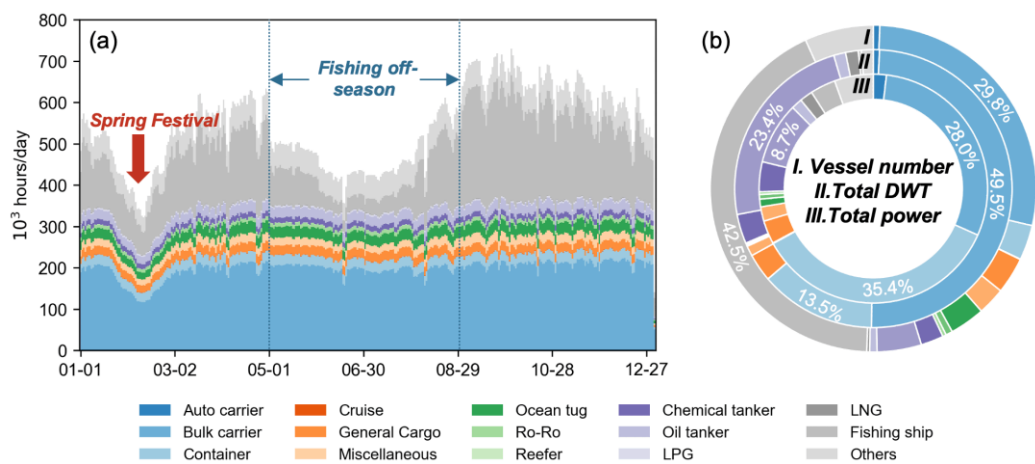 (a)
800
700
600
500
400
300
200
100
0
10³ hours/day
Spring Festival
Fishing off-
season
01-01
03-02
05-01
06-30
08-29
10-28
12-27
(b)
I
II
III
29.8%
28.0%
49.5%
35.4%
13.5%
42.5%
23.4%
8.7%
I. Vessel number
II.Total DWT
III.Total power
Auto carrier
Cruise
Ocean tug
Chemical tanker
LNG
Bulk carrier
General Cargo
Ro-Ro
Oil tanker
Fishing ship
Container
Miscellaneous
Reefer
LPG
Others